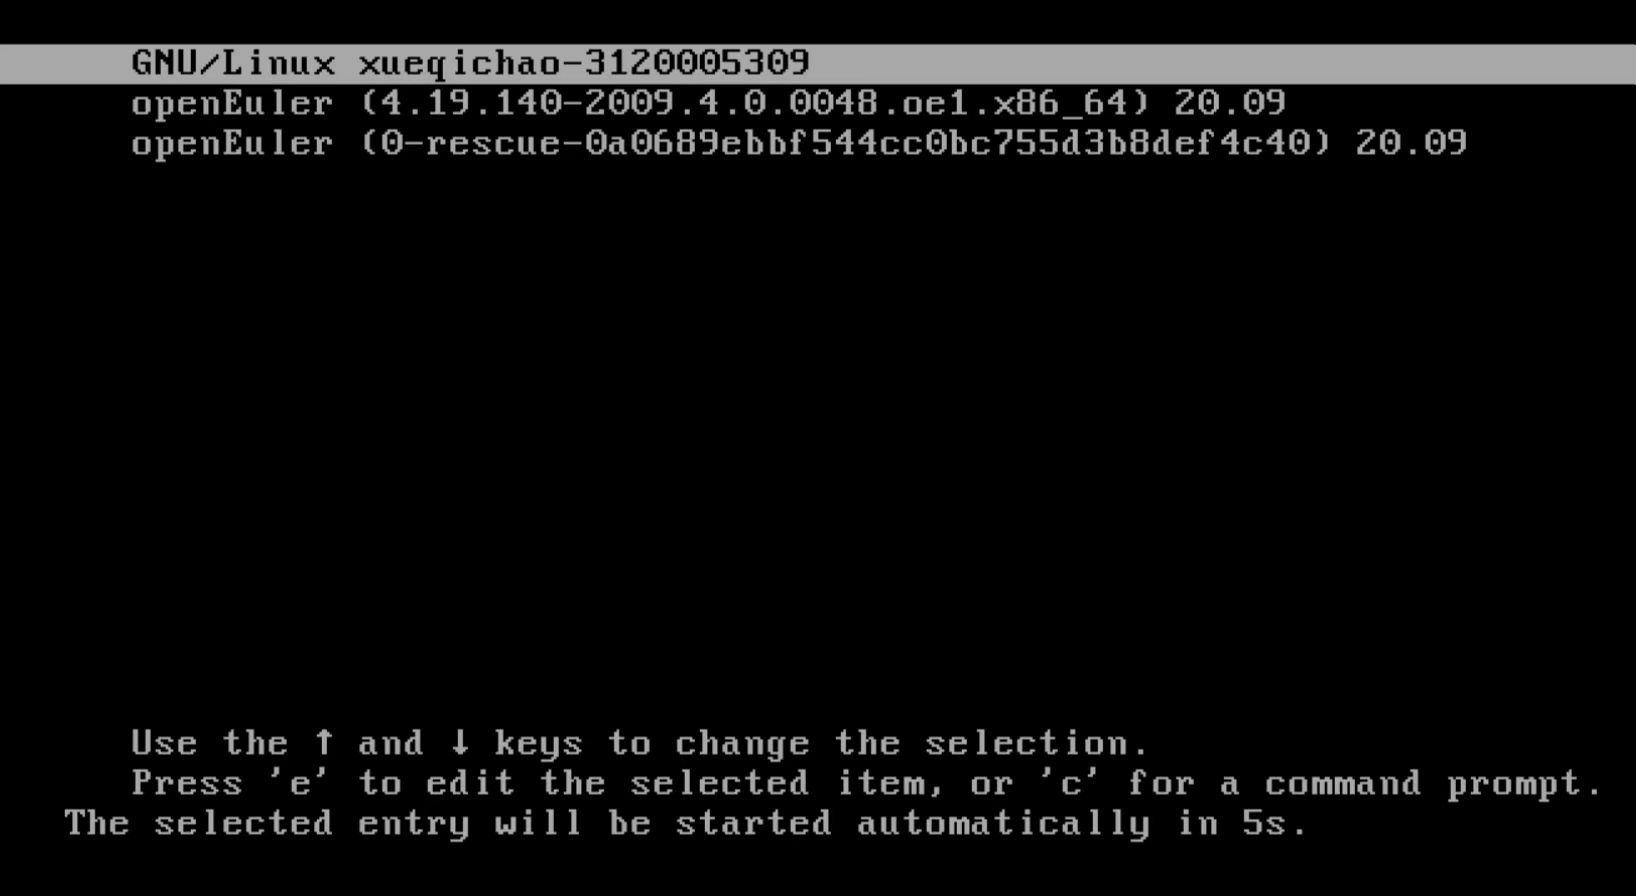 GNU/Linux xueqichao-3120005309
openEuler (4.19.140-2009.4.0.0048.oe1.x86_64) 20.09
openEuler (0-rescue-0a0689ebbf544cc0bc755d3b8def4c40) 20.09
Use the ↑ and ↓ keys to change the selection.
Press 'e' to edit the selected item, or 'c' for a command prompt.
The selected entry will be started automatically in 5s.